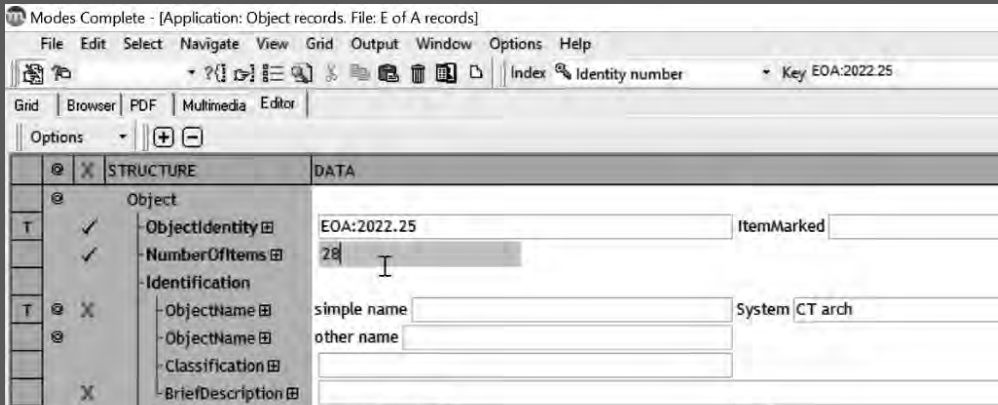 Modes Complete - [Application: Object records. File: E of A records]
File Edit Select Navigate View Grid Output Window Options Help
Index Identity number Key EOA:2022.25
Grid Browser PDF Multimedia Editor
Options
@ X STRUCTURE DATA
@ Object
T ✓ ObjectIdentity EOA:2022.25 ItemMarked
✓ NumberOfItems 28
Identification
T @ X ObjectName simple name System CT arch
@ ObjectName other name
Classification
X BriefDescription